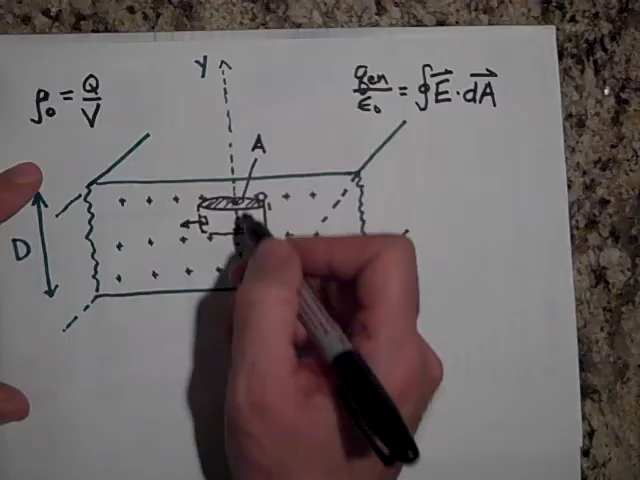 y
ρ₀ = Q/V
qen/ε₀ = ∮E⃗·dA⃗
A
D